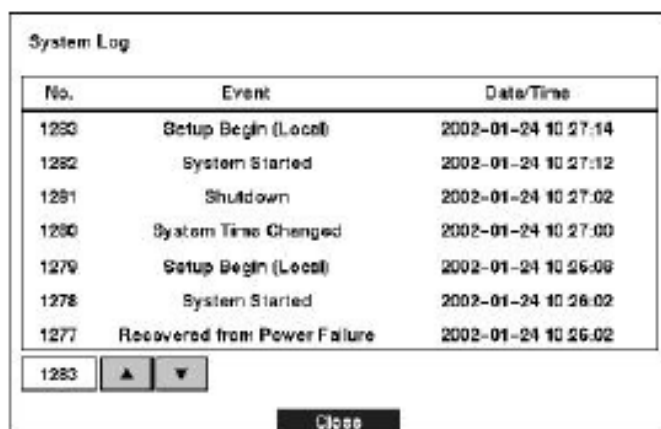 System Log
No. Event Date/Time
1283 Setup Begin (Local) 2002-01-24 10:27:14
1282 System Started 2002-01-24 10:27:12
1281 Shutdown 2002-01-24 10:27:02
1280 System Time Changed 2002-01-24 10:27:00
1279 Setup Begin (Local) 2002-01-24 10:26:08
1278 System Started 2002-01-24 10:26:02
1277 Recovered from Power Failure 2002-01-24 10:26:02
1283
Close